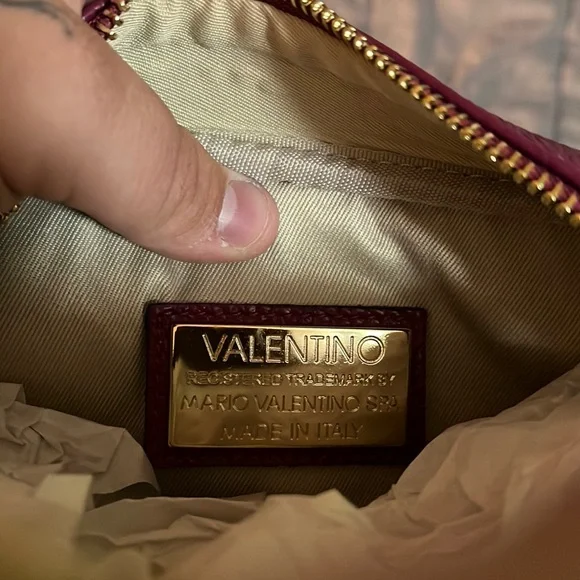 VALENTINO
REGISTERED TRADEMARK BY
MARIO VALENTINO SPA
MADE IN ITALY